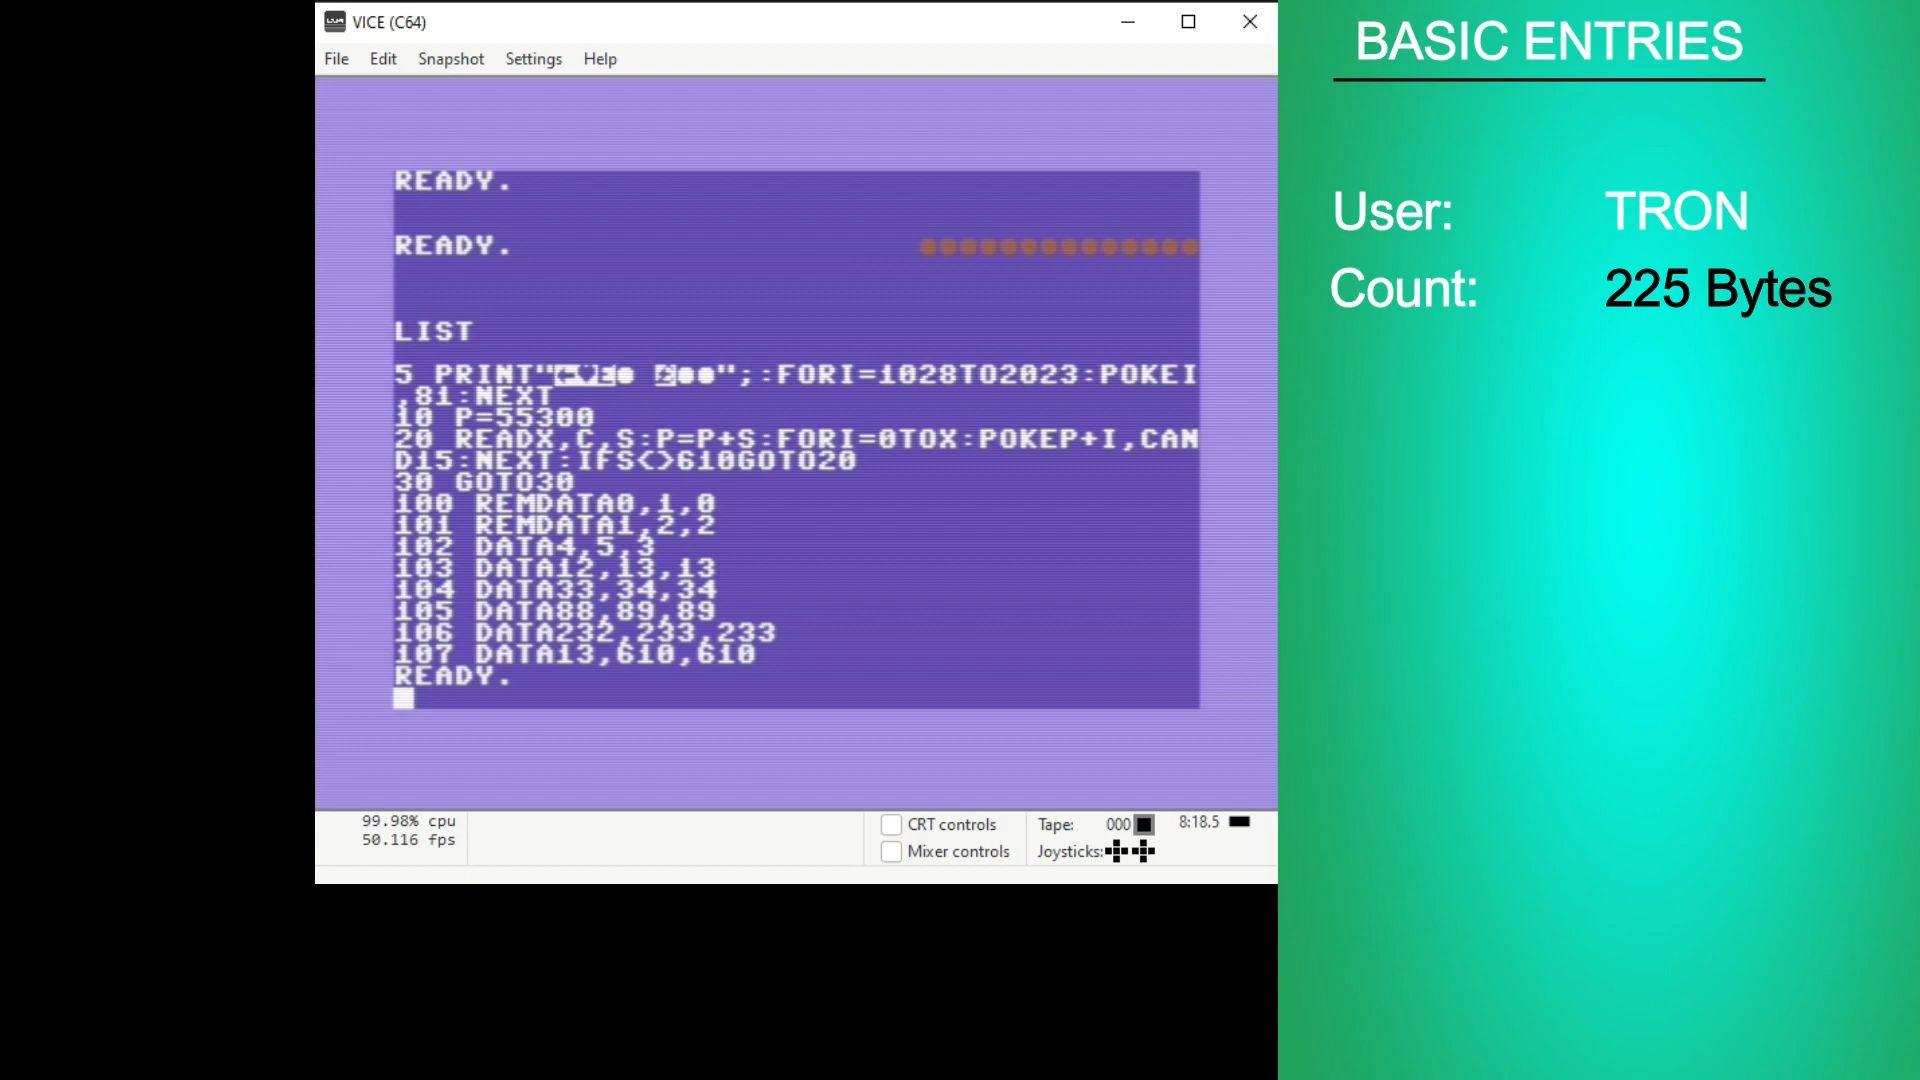 VICE (C64)
File Edit Snapshot Settings Help
READY.
READY. ●●●●●●●●●●●●●●
LIST
5 PRINT"←♥E● £●●";:FORI=1028TO2023:POKEI
,81:NEXT
10 P=55300
20 READX,C,S:P=P+S:FORI=0TOX:POKEP+I,CAN
D15:NEXT:IFS<>610GOTO20
30 GOTO30
100 REMDATA0,1,0
101 REMDATA1,2,2
102 DATA4,5,3
103 DATA12,13,13
104 DATA33,34,34
105 DATA88,89,89
106 DATA232,233,233
107 DATA13,610,610
READY.
99.98% cpu
50.116 fps
CRT controls
Mixer controls
Tape: 000
Joysticks:
8:18.5
BASIC ENTRIES
User: TRON
Count: 225 Bytes